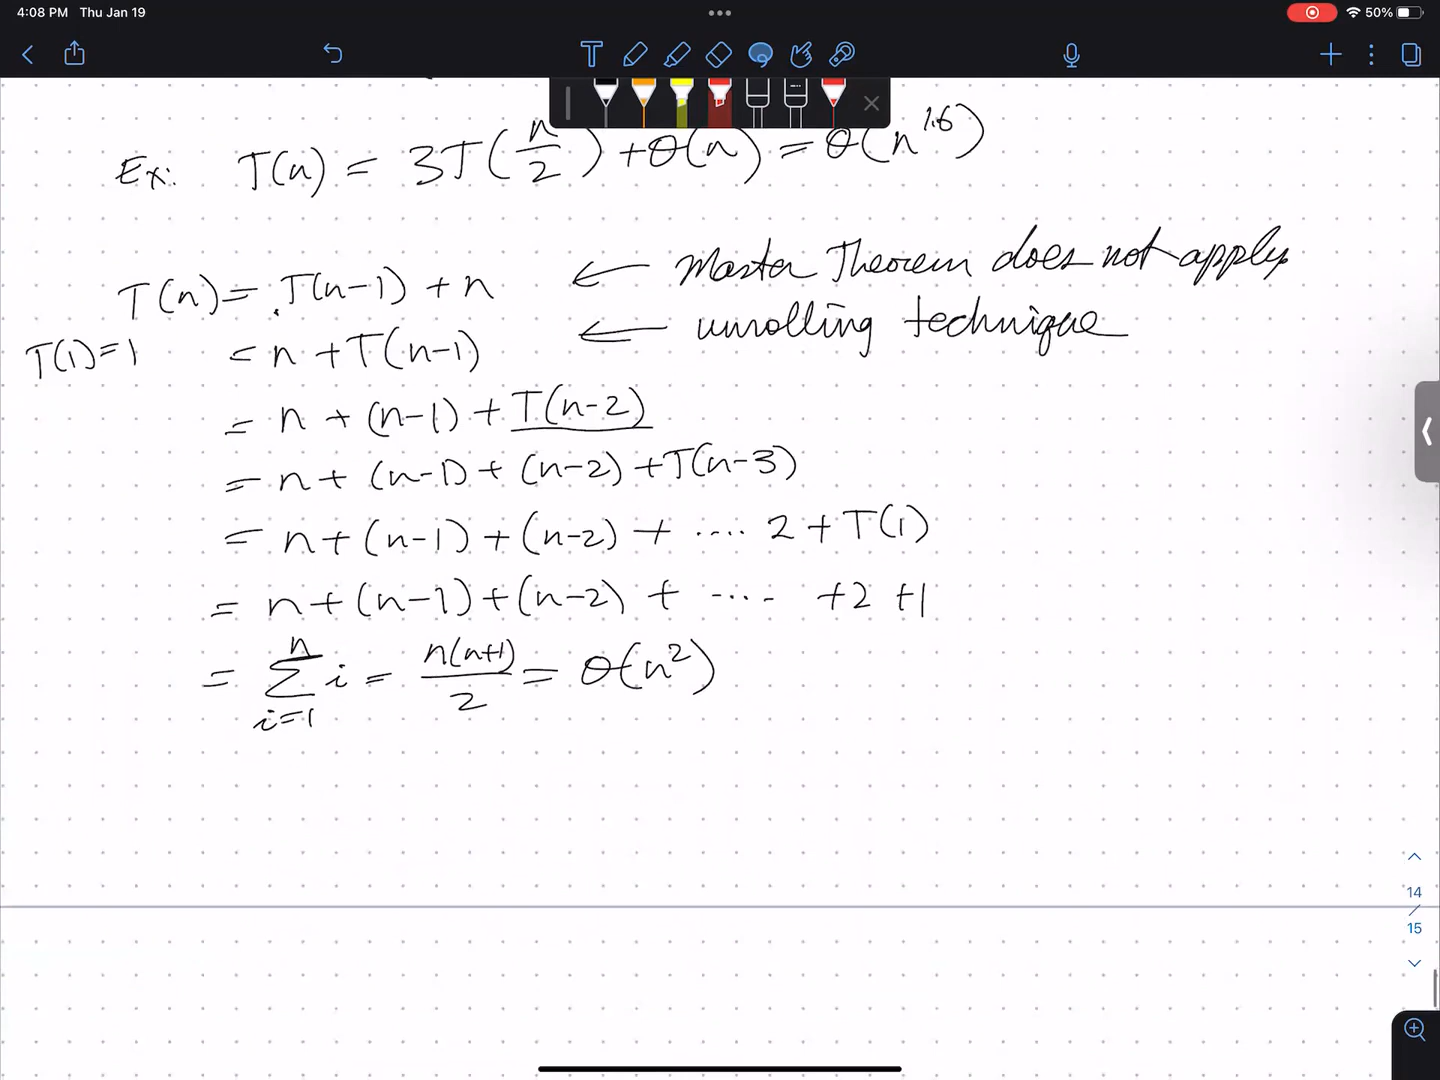 4:08 PM Thu Jan 19
50%
Ex: T(n) = 3T(n/2) + Θ(n) = Θ(n^1.6)
T(n) = T(n-1) + n ← Master Theorem does not apply
T(1)=1 = n + T(n-1) ← unrolling technique
= n + (n-1) + T(n-2)
= n + (n-1) + (n-2) + T(n-3)
= n + (n-1) + (n-2) + .... 2 + T(1)
= n + (n-1) + (n-2) + .... +2 +1
= ∑_{i=1}^{n} i = n(n+1)/2 = Θ(n²)
14
/
15